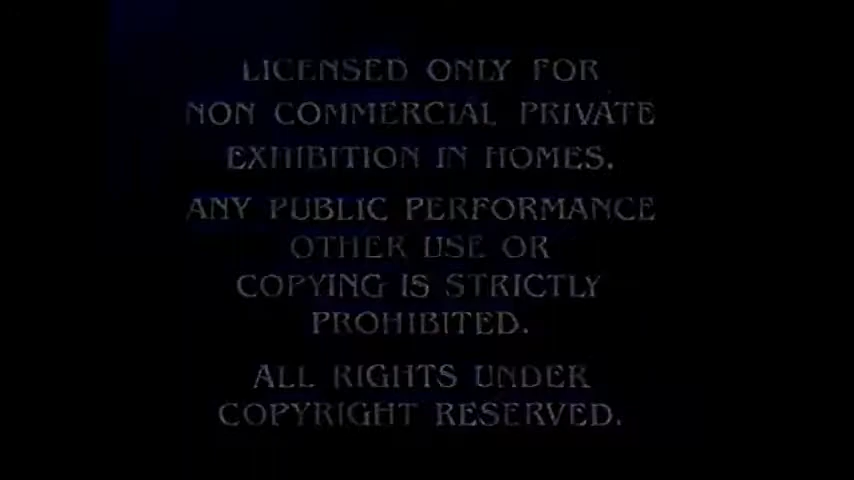 LICENSED ONLY FOR
NON COMMERCIAL PRIVATE
EXHIBITION IN HOMES.
ANY PUBLIC PERFORMANCE
OTHER USE OR
COPYING IS STRICTLY
PROHIBITED.
ALL RIGHTS UNDER
COPYRIGHT RESERVED.